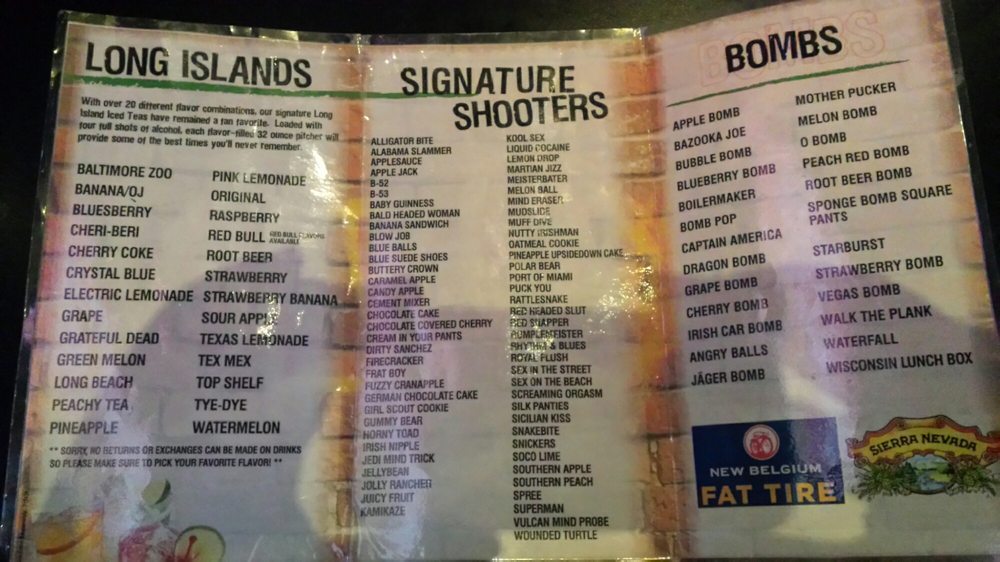 LONG ISLANDS
With over 20 different flavor combinations, our signature Long
Island Iced Teas have remained a fan favorite. Loaded with
four full shots of alcohol, each flavor-filled 32 ounce pitcher will
provide some of the best times you'll never remember.
BALTIMORE ZOO
BANANA/OJ
BLUESBERRY
CHERI-BERI
CHERRY COKE
CRYSTAL BLUE
ELECTRIC LEMONADE
GRAPE
GRATEFUL DEAD
GREEN MELON
LONG BEACH
PEACHY TEA
PINEAPPLE
PINK LEMONADE
ORIGINAL
RASPBERRY
RED BULL RED BULL FLAVORS
AVAILABLE
ROOT BEER
STRAWBERRY
STRAWBERRY BANANA
SOUR APPLE
TEXAS LEMONADE
TEX MEX
TOP SHELF
TYE-DYE
WATERMELON
** SORRY, NO RETURNS OR EXCHANGES CAN BE MADE ON DRINKS
SO PLEASE MAKE SURE TO PICK YOUR FAVORITE FLAVOR! **
SIGNATURE
SHOOTERS
ALLIGATOR BITE
ALABAMA SLAMMER
APPLESAUCE
APPLE JACK
B-52
B-53
BABY GUINNESS
BALD HEADED WOMAN
BANANA SANDWICH
BLOW JOB
BLUE BALLS
BLUE SUEDE SHOES
BUTTERY CROWN
CARAMEL APPLE
CANDY APPLE
CEMENT MIXER
CHOCOLATE CAKE
CHOCOLATE COVERED CHERRY
CREAM IN YOUR PANTS
DIRTY SANCHEZ
FIRECRACKER
FRAT BOY
FUZZY CRANAPPLE
GERMAN CHOCOLATE CAKE
GIRL SCOUT COOKIE
GUMMY BEAR
HORNY TOAD
IRISH NIPPLE
JEDI MIND TRICK
JELLYBEAN
JOLLY RANCHER
JUICY FRUIT
KAMIKAZE
KOOL SEX
LIQUID COCAINE
LEMON DROP
MARTIAN JIZZ
MEISTERBATER
MELON BALL
MIND ERASER
MUDSLIDE
MUFF DIVE
NUTTY IRISHMAN
OATMEAL COOKIE
PINEAPPLE UPSIDEDOWN CAKE
POLAR BEAR
PORT OF MIAMI
PUCK YOU
RATTLESNAKE
RED HEADED SLUT
RED SNAPPER
RUMPLEMEISTER
RHYTHM & BLUES
ROYAL FLUSH
SEX IN THE STREET
SEX ON THE BEACH
SCREAMING ORGASM
SILK PANTIES
SICILIAN KISS
SNAKEBITE
SNICKERS
SOCO LIME
SOUTHERN APPLE
SOUTHERN PEACH
SPREE
SUPERMAN
VULCAN MIND PROBE
WOUNDED TURTLE
BOMBS
BOMBS
APPLE BOMB
BAZOOKA JOE
BUBBLE BOMB
BLUEBERRY BOMB
BOILERMAKER
BOMB POP
CAPTAIN AMERICA
DRAGON BOMB
GRAPE BOMB
CHERRY BOMB
IRISH CAR BOMB
ANGRY BALLS
JÄGER BOMB
MOTHER PUCKER
MELON BOMB
O BOMB
PEACH RED BOMB
ROOT BEER BOMB
SPONGE BOMB SQUARE
PANTS
STARBURST
STRAWBERRY BOMB
VEGAS BOMB
WALK THE PLANK
WATERFALL
WISCONSIN LUNCH BOX
NEW BELGIUM
FAT TIRE
SIERRA NEVADA